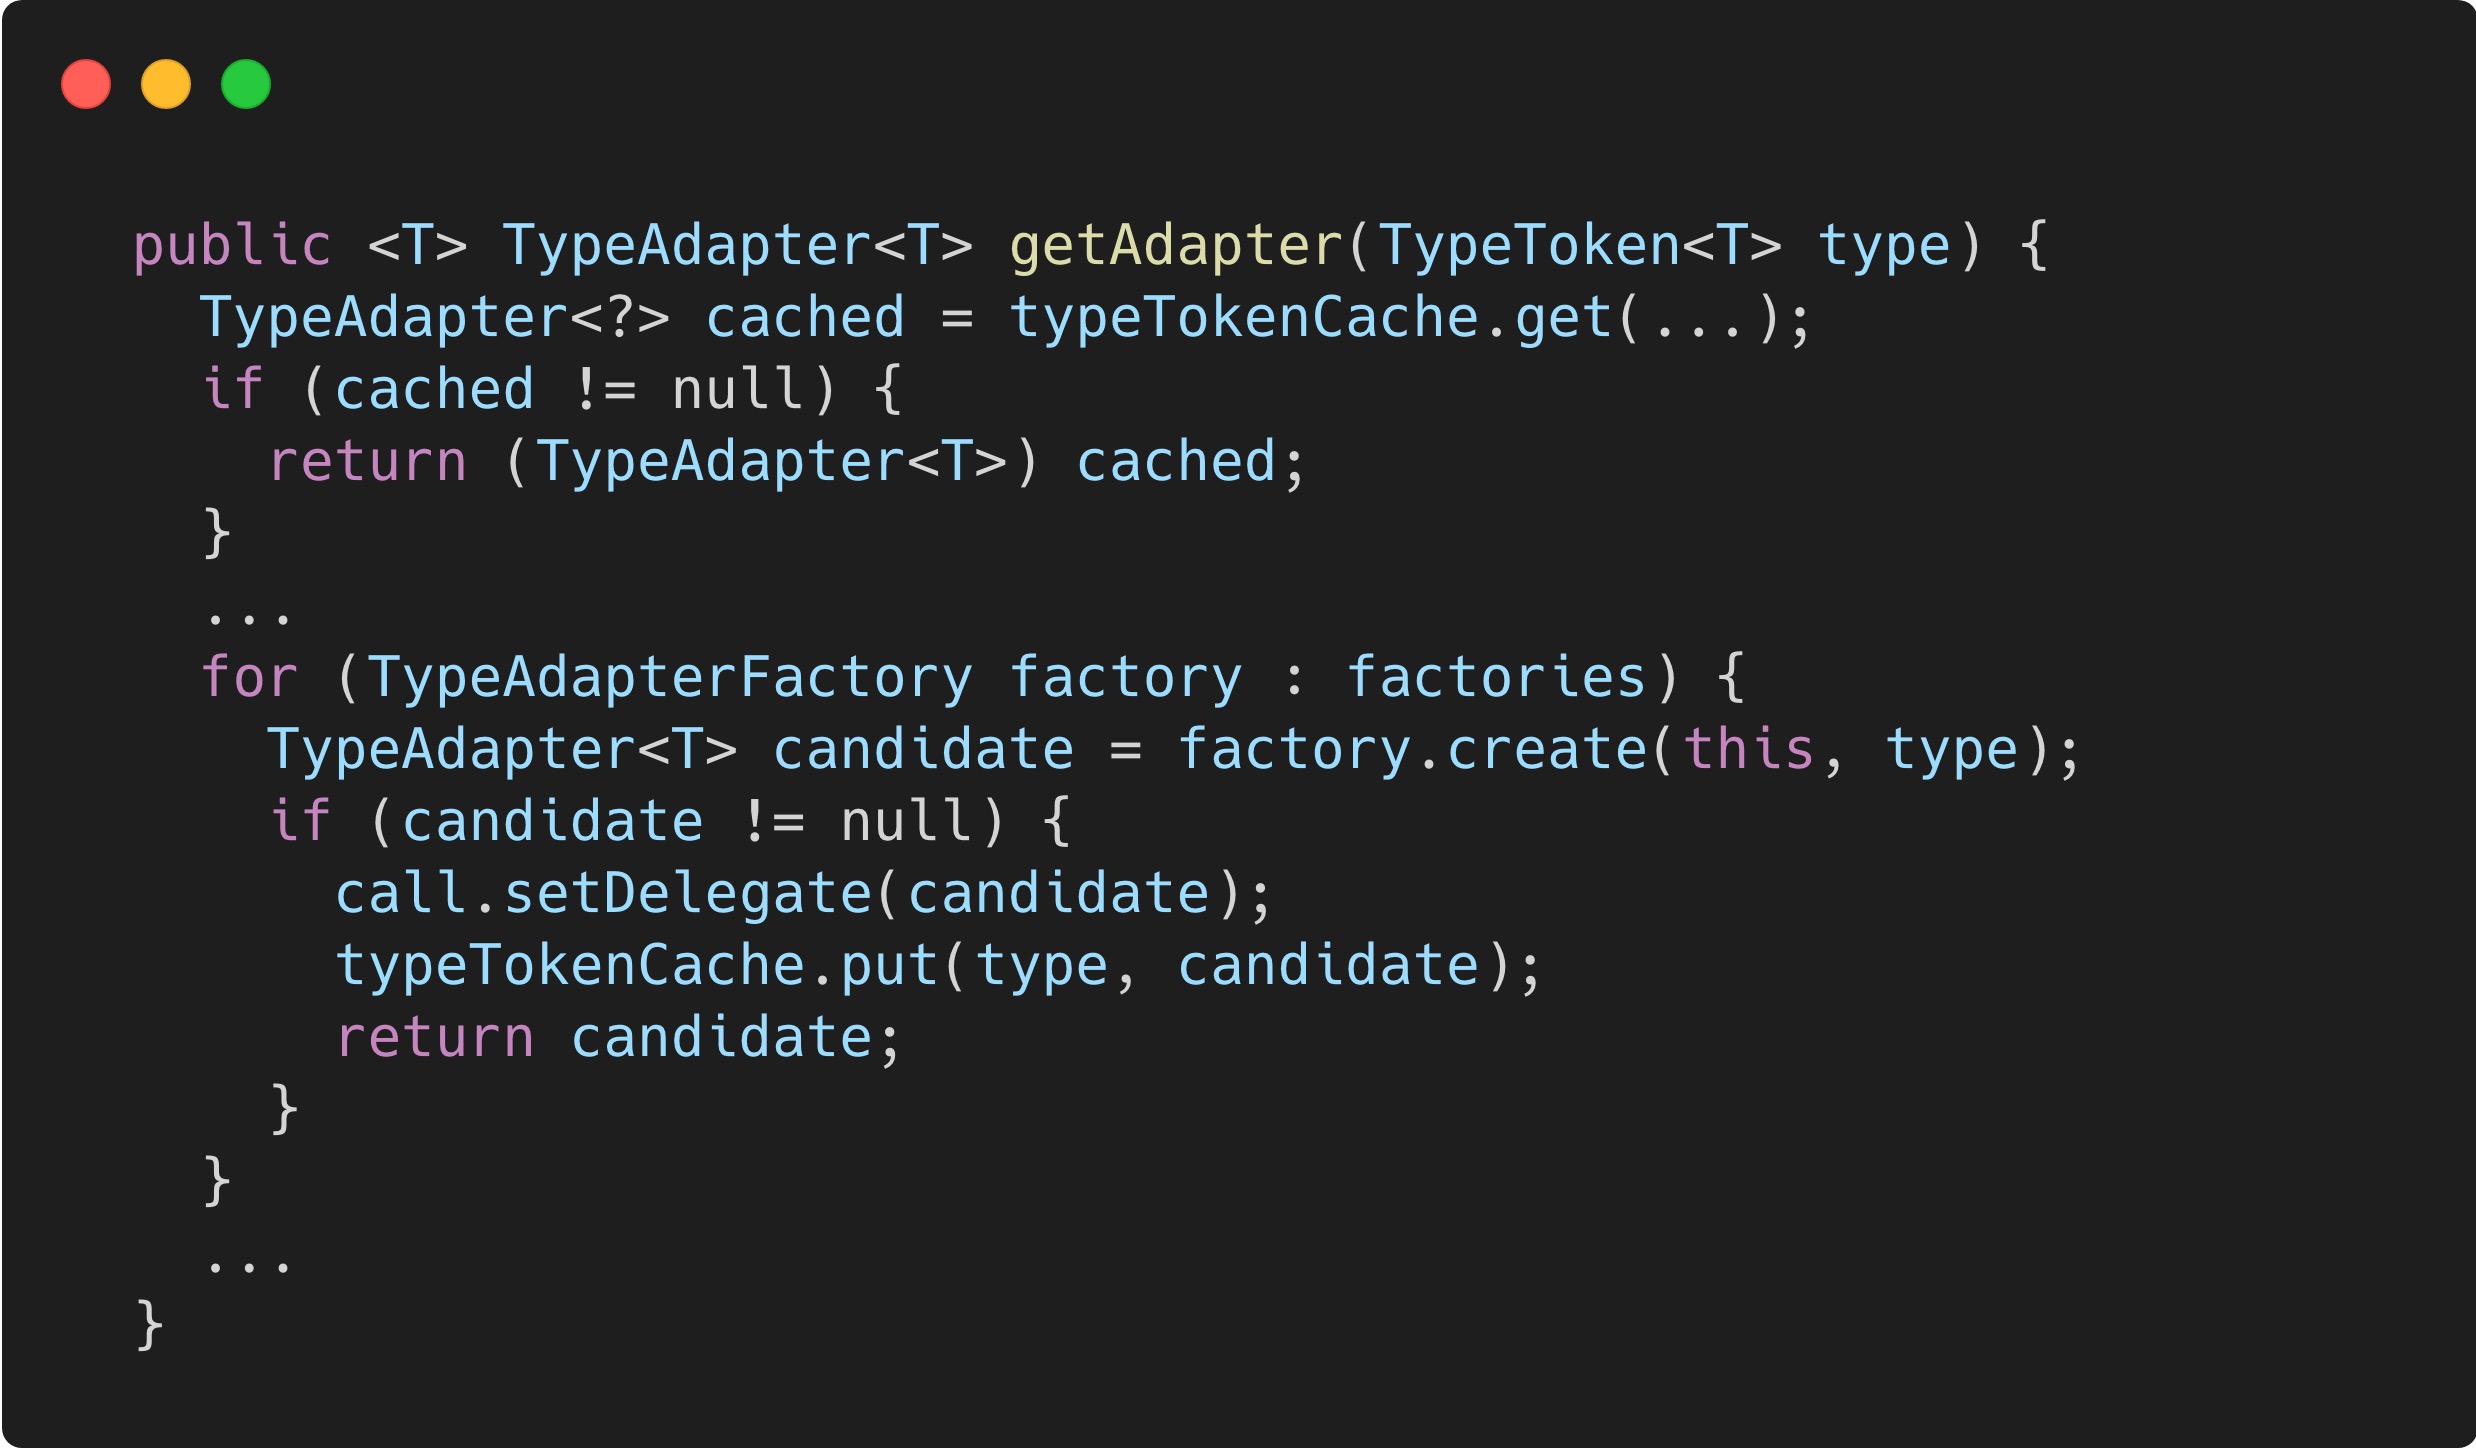 public <T> TypeAdapter<T> getAdapter(TypeToken<T> type) {
  TypeAdapter<?> cached = typeTokenCache.get(...);
  if (cached != null) {
    return (TypeAdapter<T>) cached;
  }
  ...
  for (TypeAdapterFactory factory : factories) {
    TypeAdapter<T> candidate = factory.create(this, type);
    if (candidate != null) {
      call.setDelegate(candidate);
      typeTokenCache.put(type, candidate);
      return candidate;
    }
  }
  ...
}